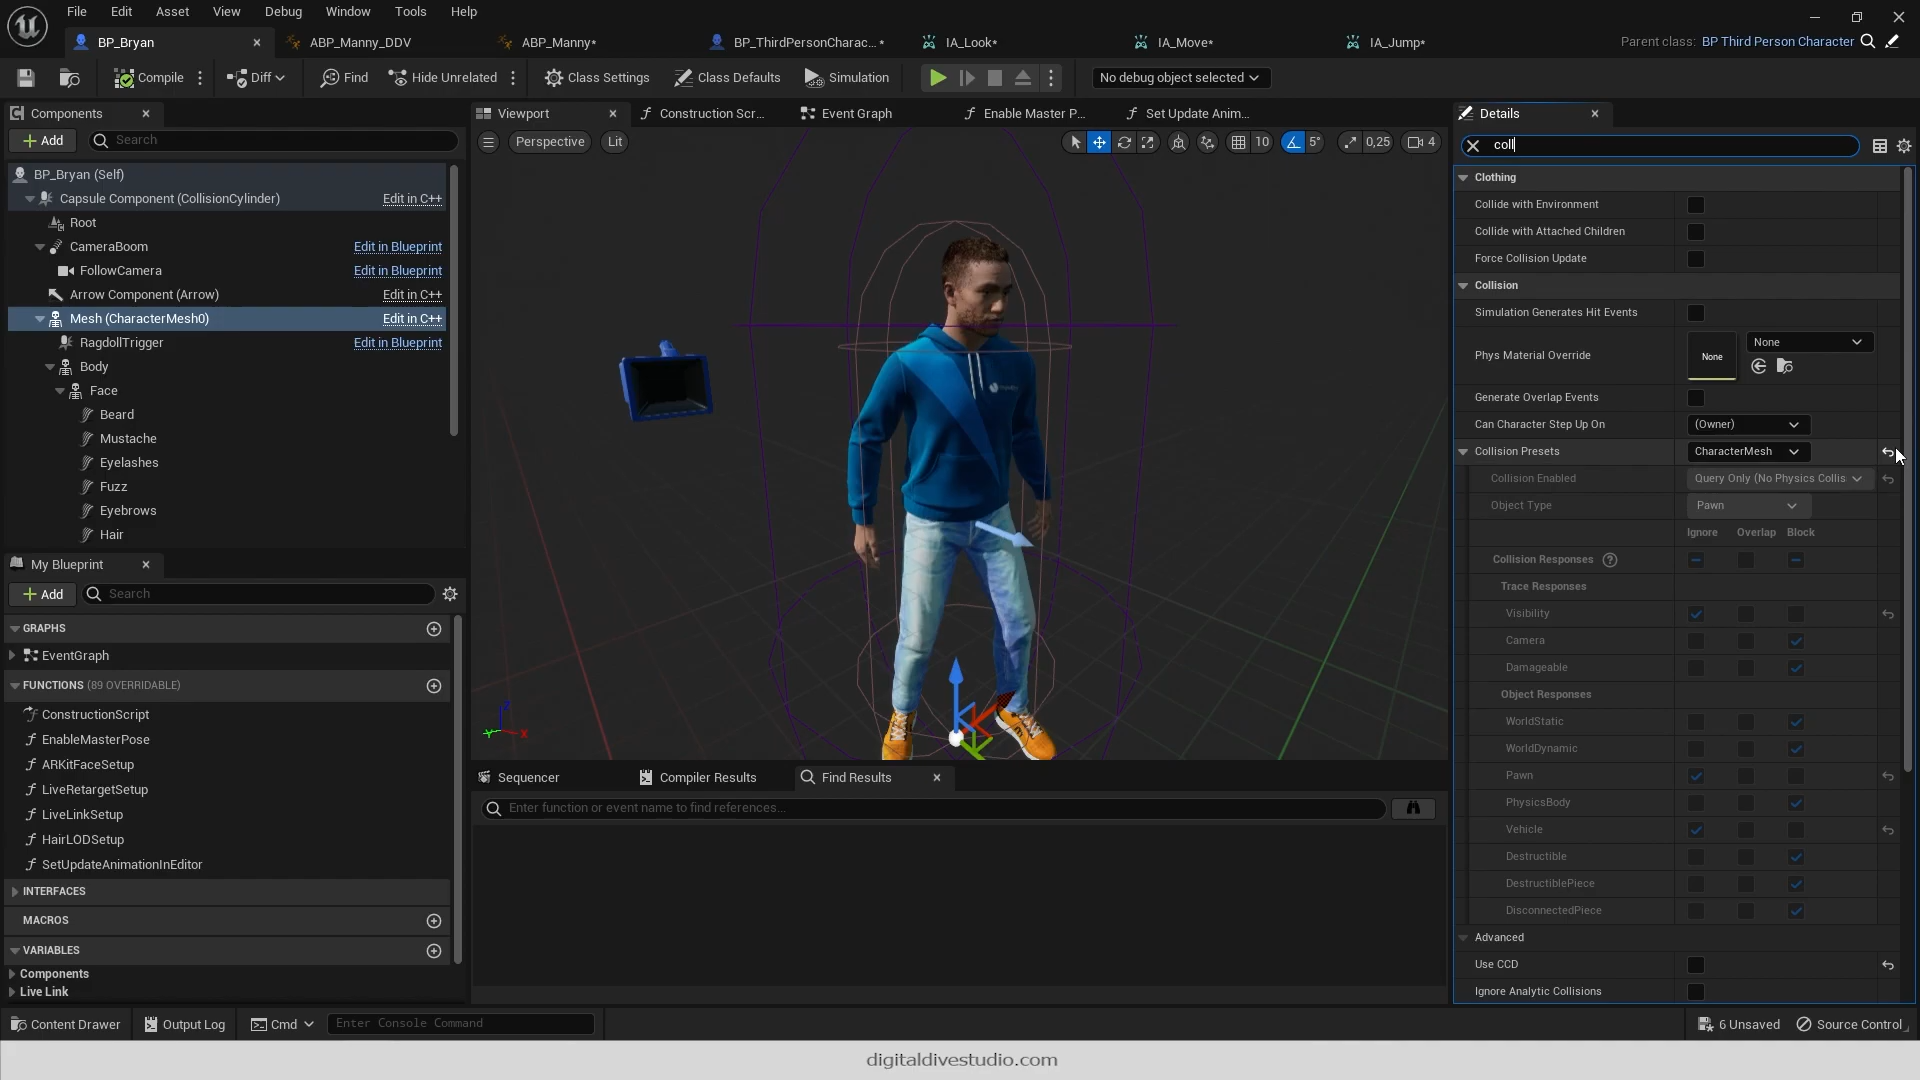 File Edit Asset View Debug Window Tools Help
BP_Bryan ABP_Manny_DDV ABP_Manny* BP_ThirdPersonCharac...* IA_Look* IA_Move* IA_Jump* Parent class: BP Third Person Character
Compile Diff Find Hide Unrelated Class Settings Class Defaults Simulation No debug object selected
Components
Add Search
BP_Bryan (Self)
Capsule Component (CollisionCylinder) Edit in C++
Root
CameraBoom Edit in Blueprint
FollowCamera Edit in Blueprint
Arrow Component (Arrow) Edit in C++
Mesh (CharacterMesh0) Edit in C++
RagdollTrigger Edit in Blueprint
Body
Face
Beard
Mustache
Eyelashes
Fuzz
Eyebrows
Hair
My Blueprint
Add Search
GRAPHS
EventGraph
FUNCTIONS (89 OVERRIDABLE)
ConstructionScript
EnableMasterPose
ARKitFaceSetup
LiveRetargetSetup
LiveLinkSetup
HairLODSetup
SetUpdateAnimationInEditor
INTERFACES
MACROS
VARIABLES
Components
Live Link
Viewport Construction Scr... Event Graph Enable Master P... Set Update Anim...
Perspective Lit 10 5° 0,25 4
Z
X
Y
Sequencer Compiler Results Find Results
Enter function or event name to find references...
Details
coll
Clothing
Collide with Environment
Collide with Attached Children
Force Collision Update
Collision
Simulation Generates Hit Events
Phys Material Override None None
Generate Overlap Events
Can Character Step Up On (Owner)
Collision Presets CharacterMesh
Collision Enabled Query Only (No Physics Collis
Object Type Pawn
Ignore Overlap Block
Collision Responses ?
Trace Responses
Visibility
Camera
Damageable
Object Responses
WorldStatic
WorldDynamic
Pawn
PhysicsBody
Vehicle
Destructible
DestructiblePiece
DisconnectedPiece
Advanced
Use CCD
Ignore Analytic Collisions
Content Drawer Output Log Cmd Enter Console Command 6 Unsaved Source Control
digitaldivestudio.com